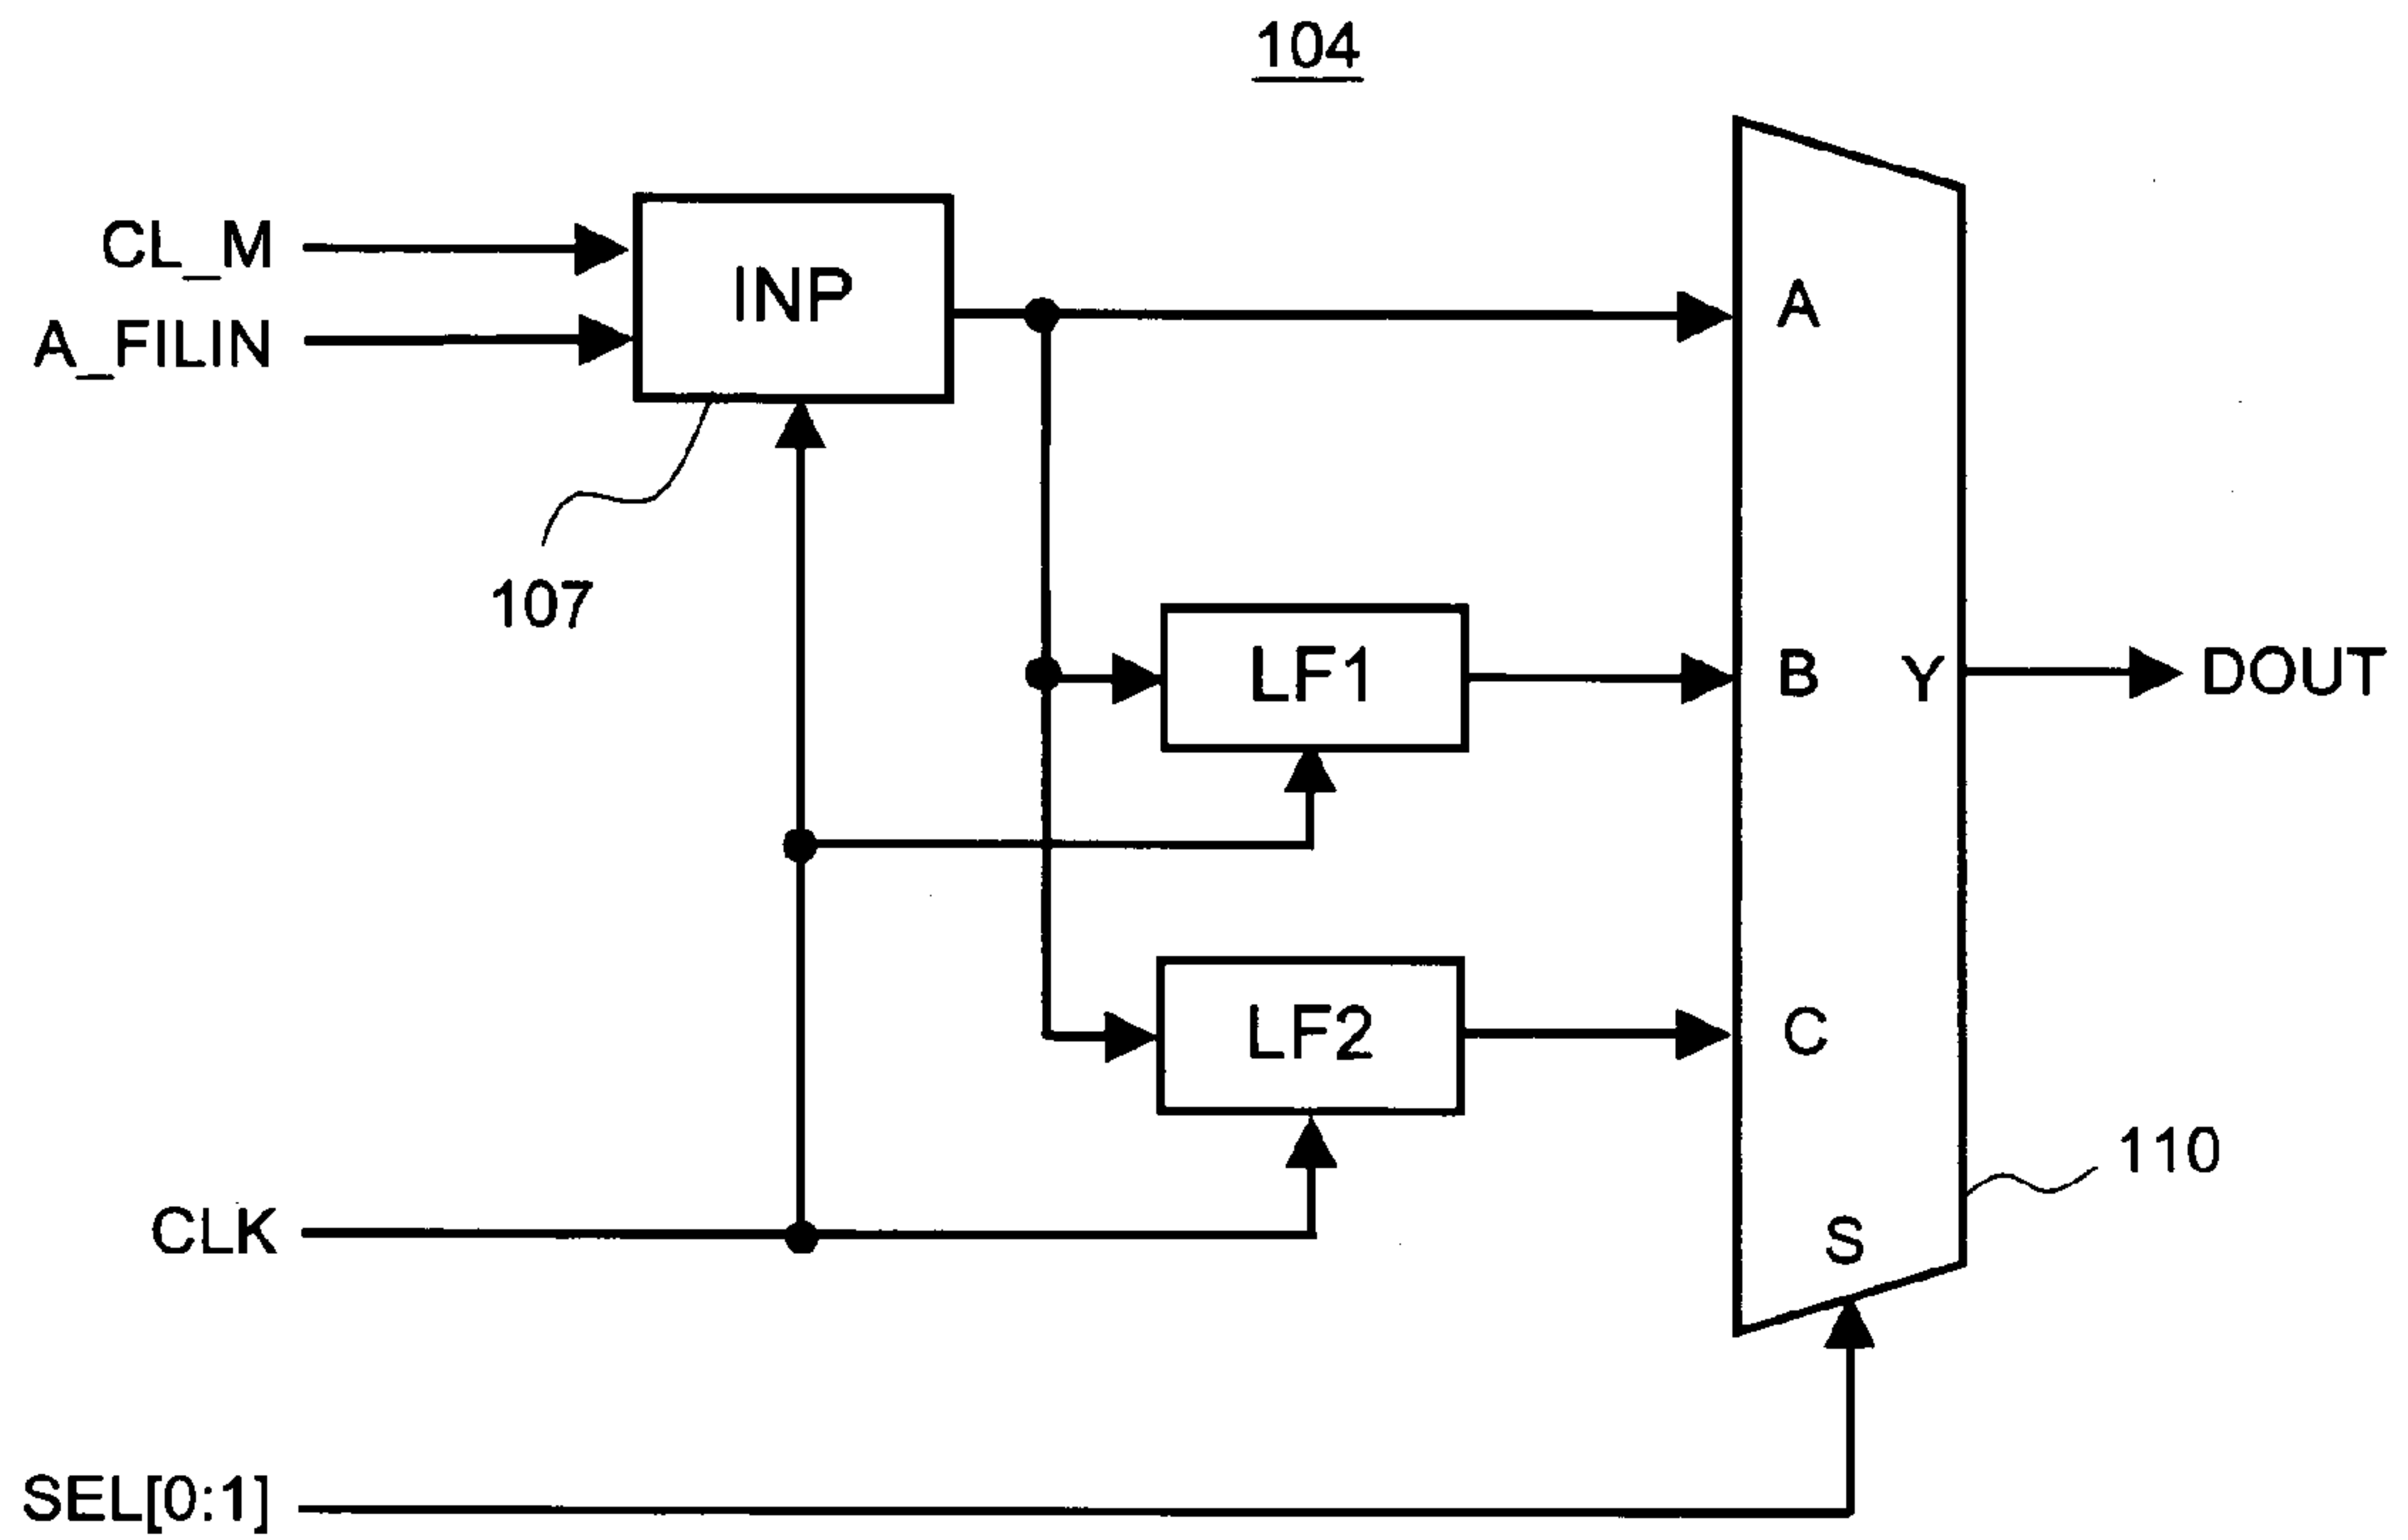 104
CL_M
A_FILIN
INP
A
107
LF1
B
Y
DOUT
LF2
C
110
CLK
S
SEL[0:1]